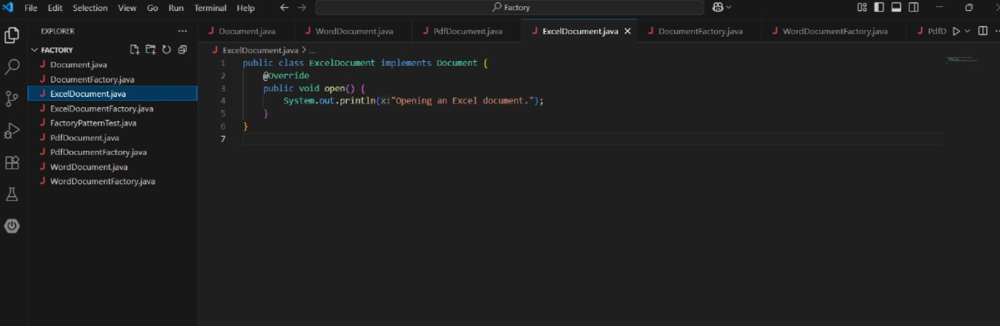 File Edit Selection View Go Run Terminal Help
Factory
EXPLORER
Document.java
WordDocument.java
PdfDocument.java
ExcelDocument.java
DocumentFactory.java
WordDocumentFactory.java
PdfD
FACTORY
Document.java
DocumentFactory.java
ExcelDocument.java
ExcelDocumentFactory.java
FactoryPatternTest.java
PdfDocument.java
PdfDocumentFactory.java
WordDocument.java
WordDocumentFactory.java
ExcelDocument.java > ...
1 public class ExcelDocument implements Document {
2 @Override
3 public void open() {
4 System.out.println(x:"Opening an Excel document.");
5 }
6 }
7